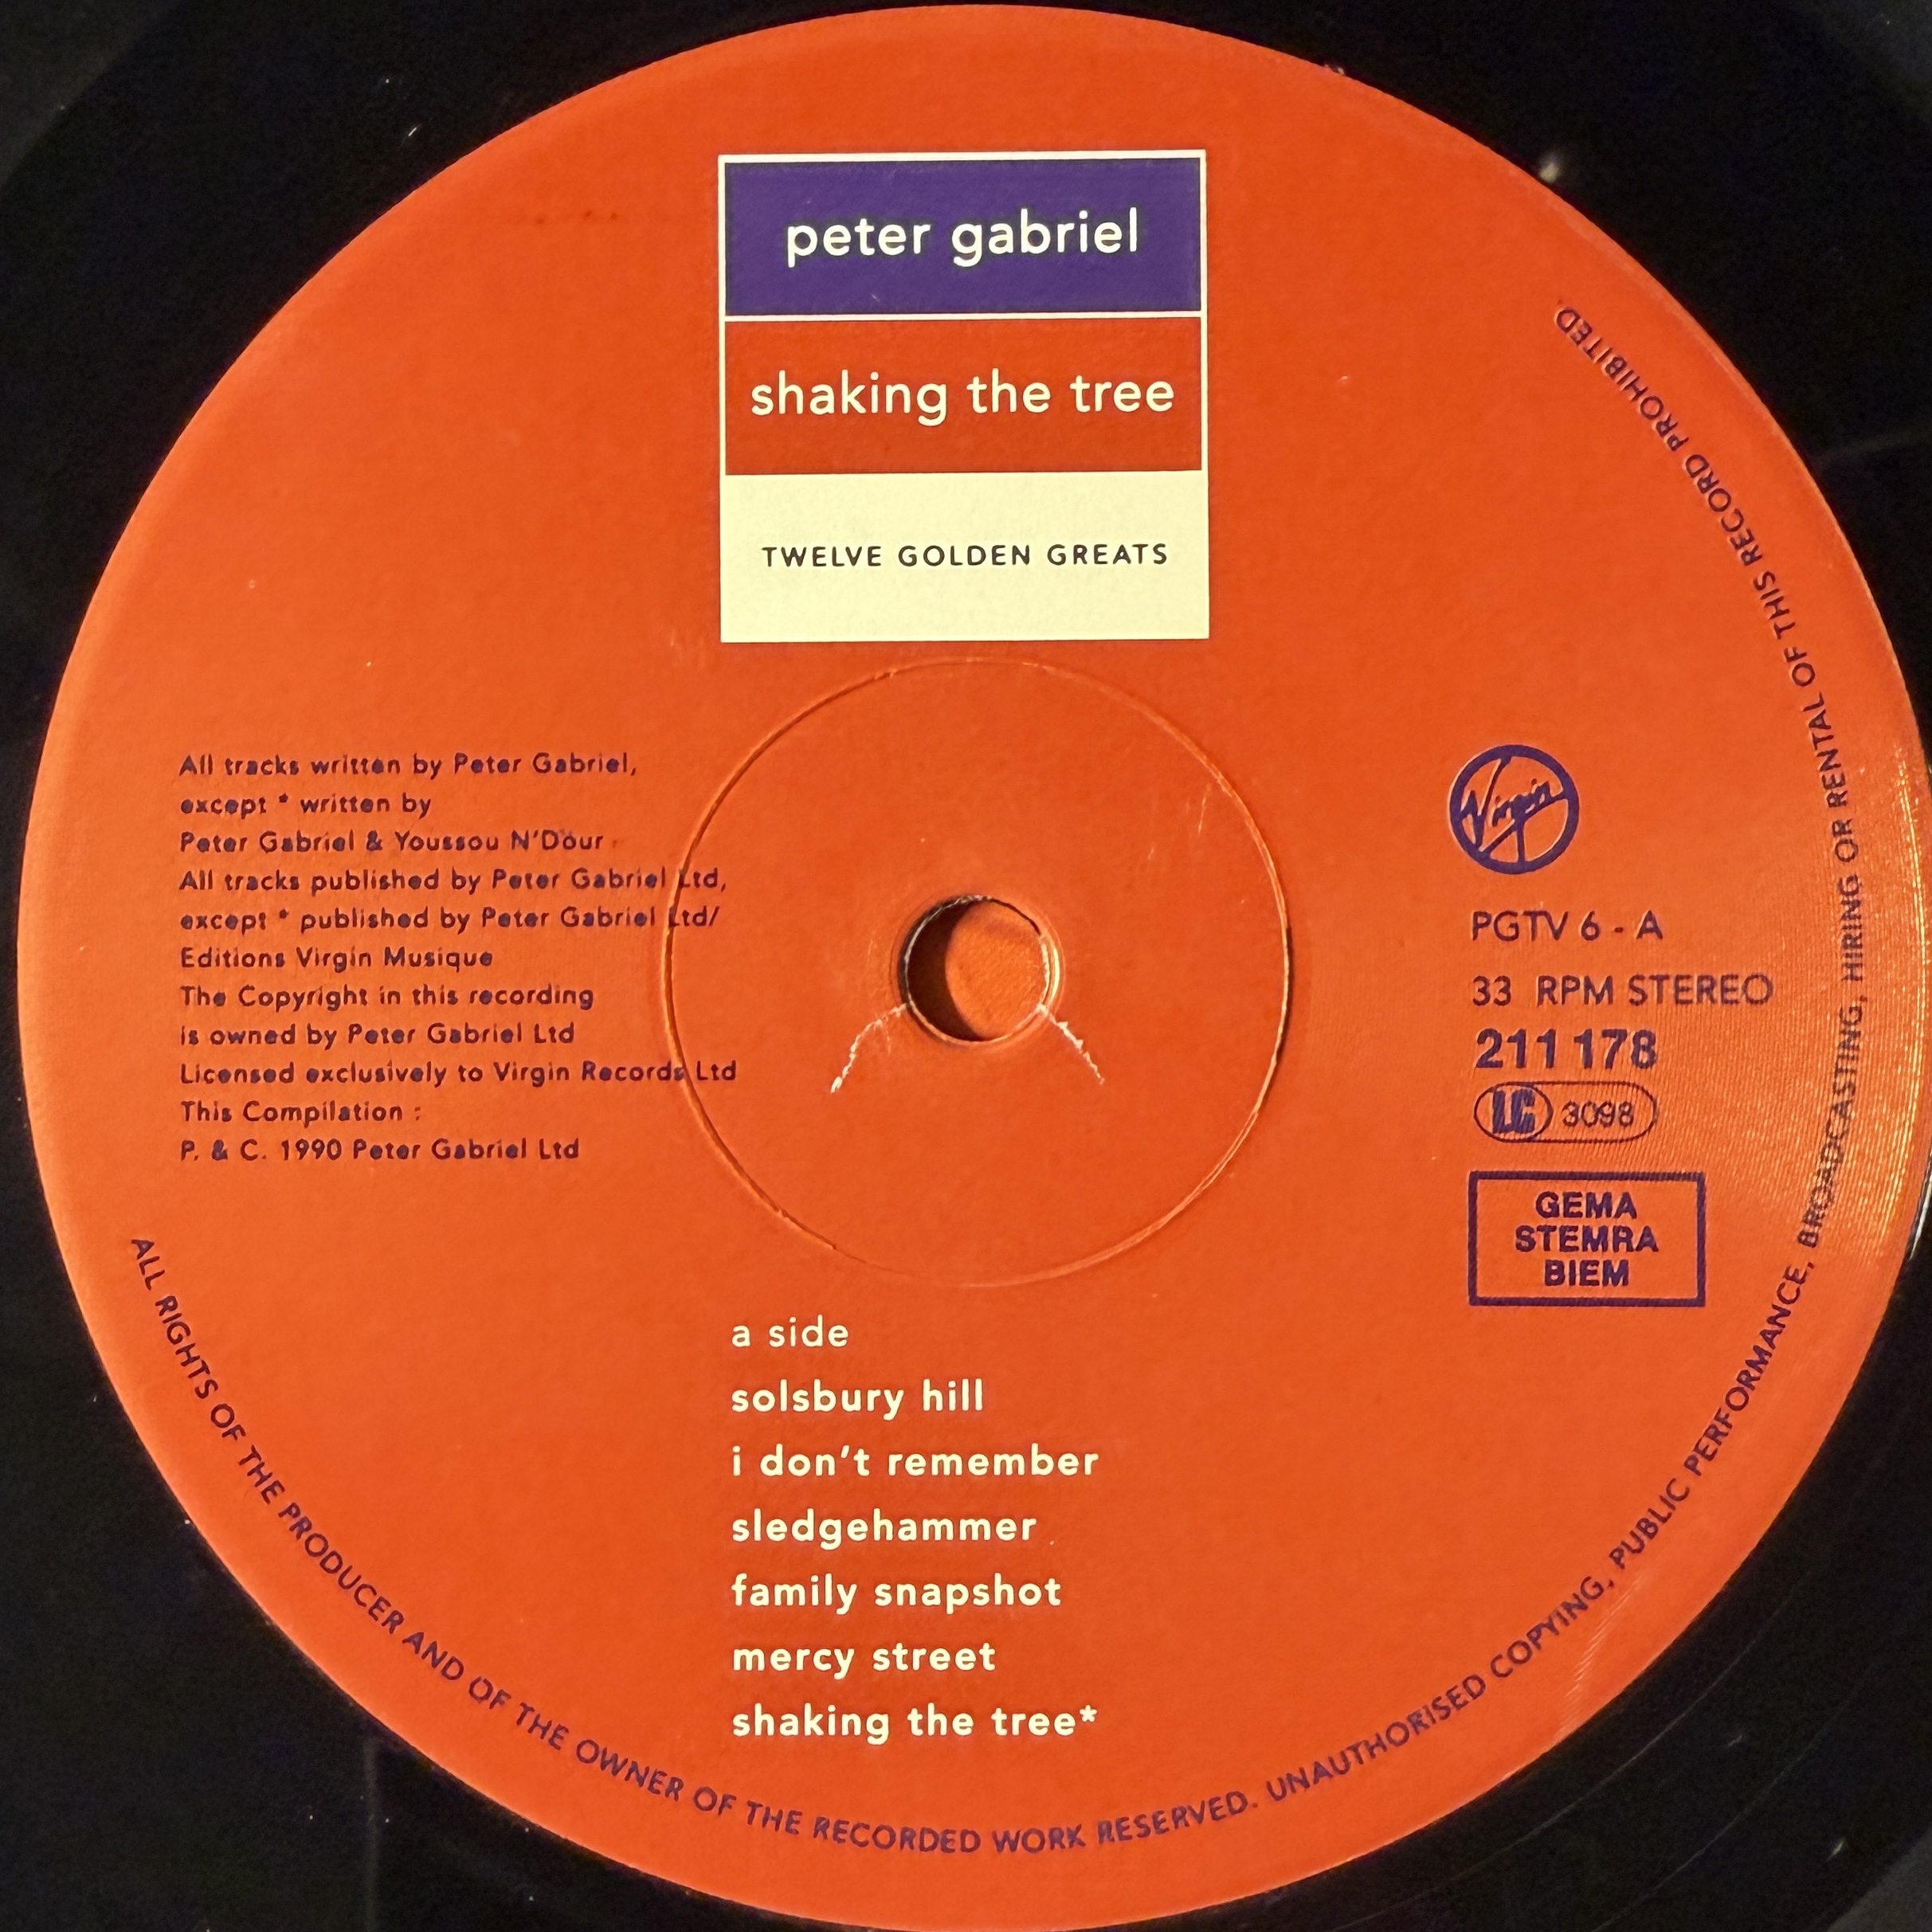 peter gabriel
shaking the tree
TWELVE GOLDEN GREATS
All tracks written by Peter Gabriel,
except * written by
Peter Gabriel & Youssou N'Dour
All tracks published by Peter Gabriel Ltd,
except * published by Peter Gabriel Ltd/
Editions Virgin Musique
The Copyright in this recording
is owned by Peter Gabriel Ltd
Licensed exclusively to Virgin Records Ltd
This Compilation :
P. & C. 1990 Peter Gabriel Ltd
Virgin
PGTV 6 - A
33 RPM STEREO
211 178
LC 3098
GEMA
STEMRA
BIEM
a side
solsbury hill
i don't remember
sledgehammer
family snapshot
mercy street
shaking the tree*
ALL RIGHTS OF THE PRODUCER AND OF THE OWNER OF THE RECORDED WORK RESERVED. UNAUTHORISED COPYING, PUBLIC PERFORMANCE, BROADCASTING, HIRING OR RENTAL OF THIS RECORD PROHIBITED.